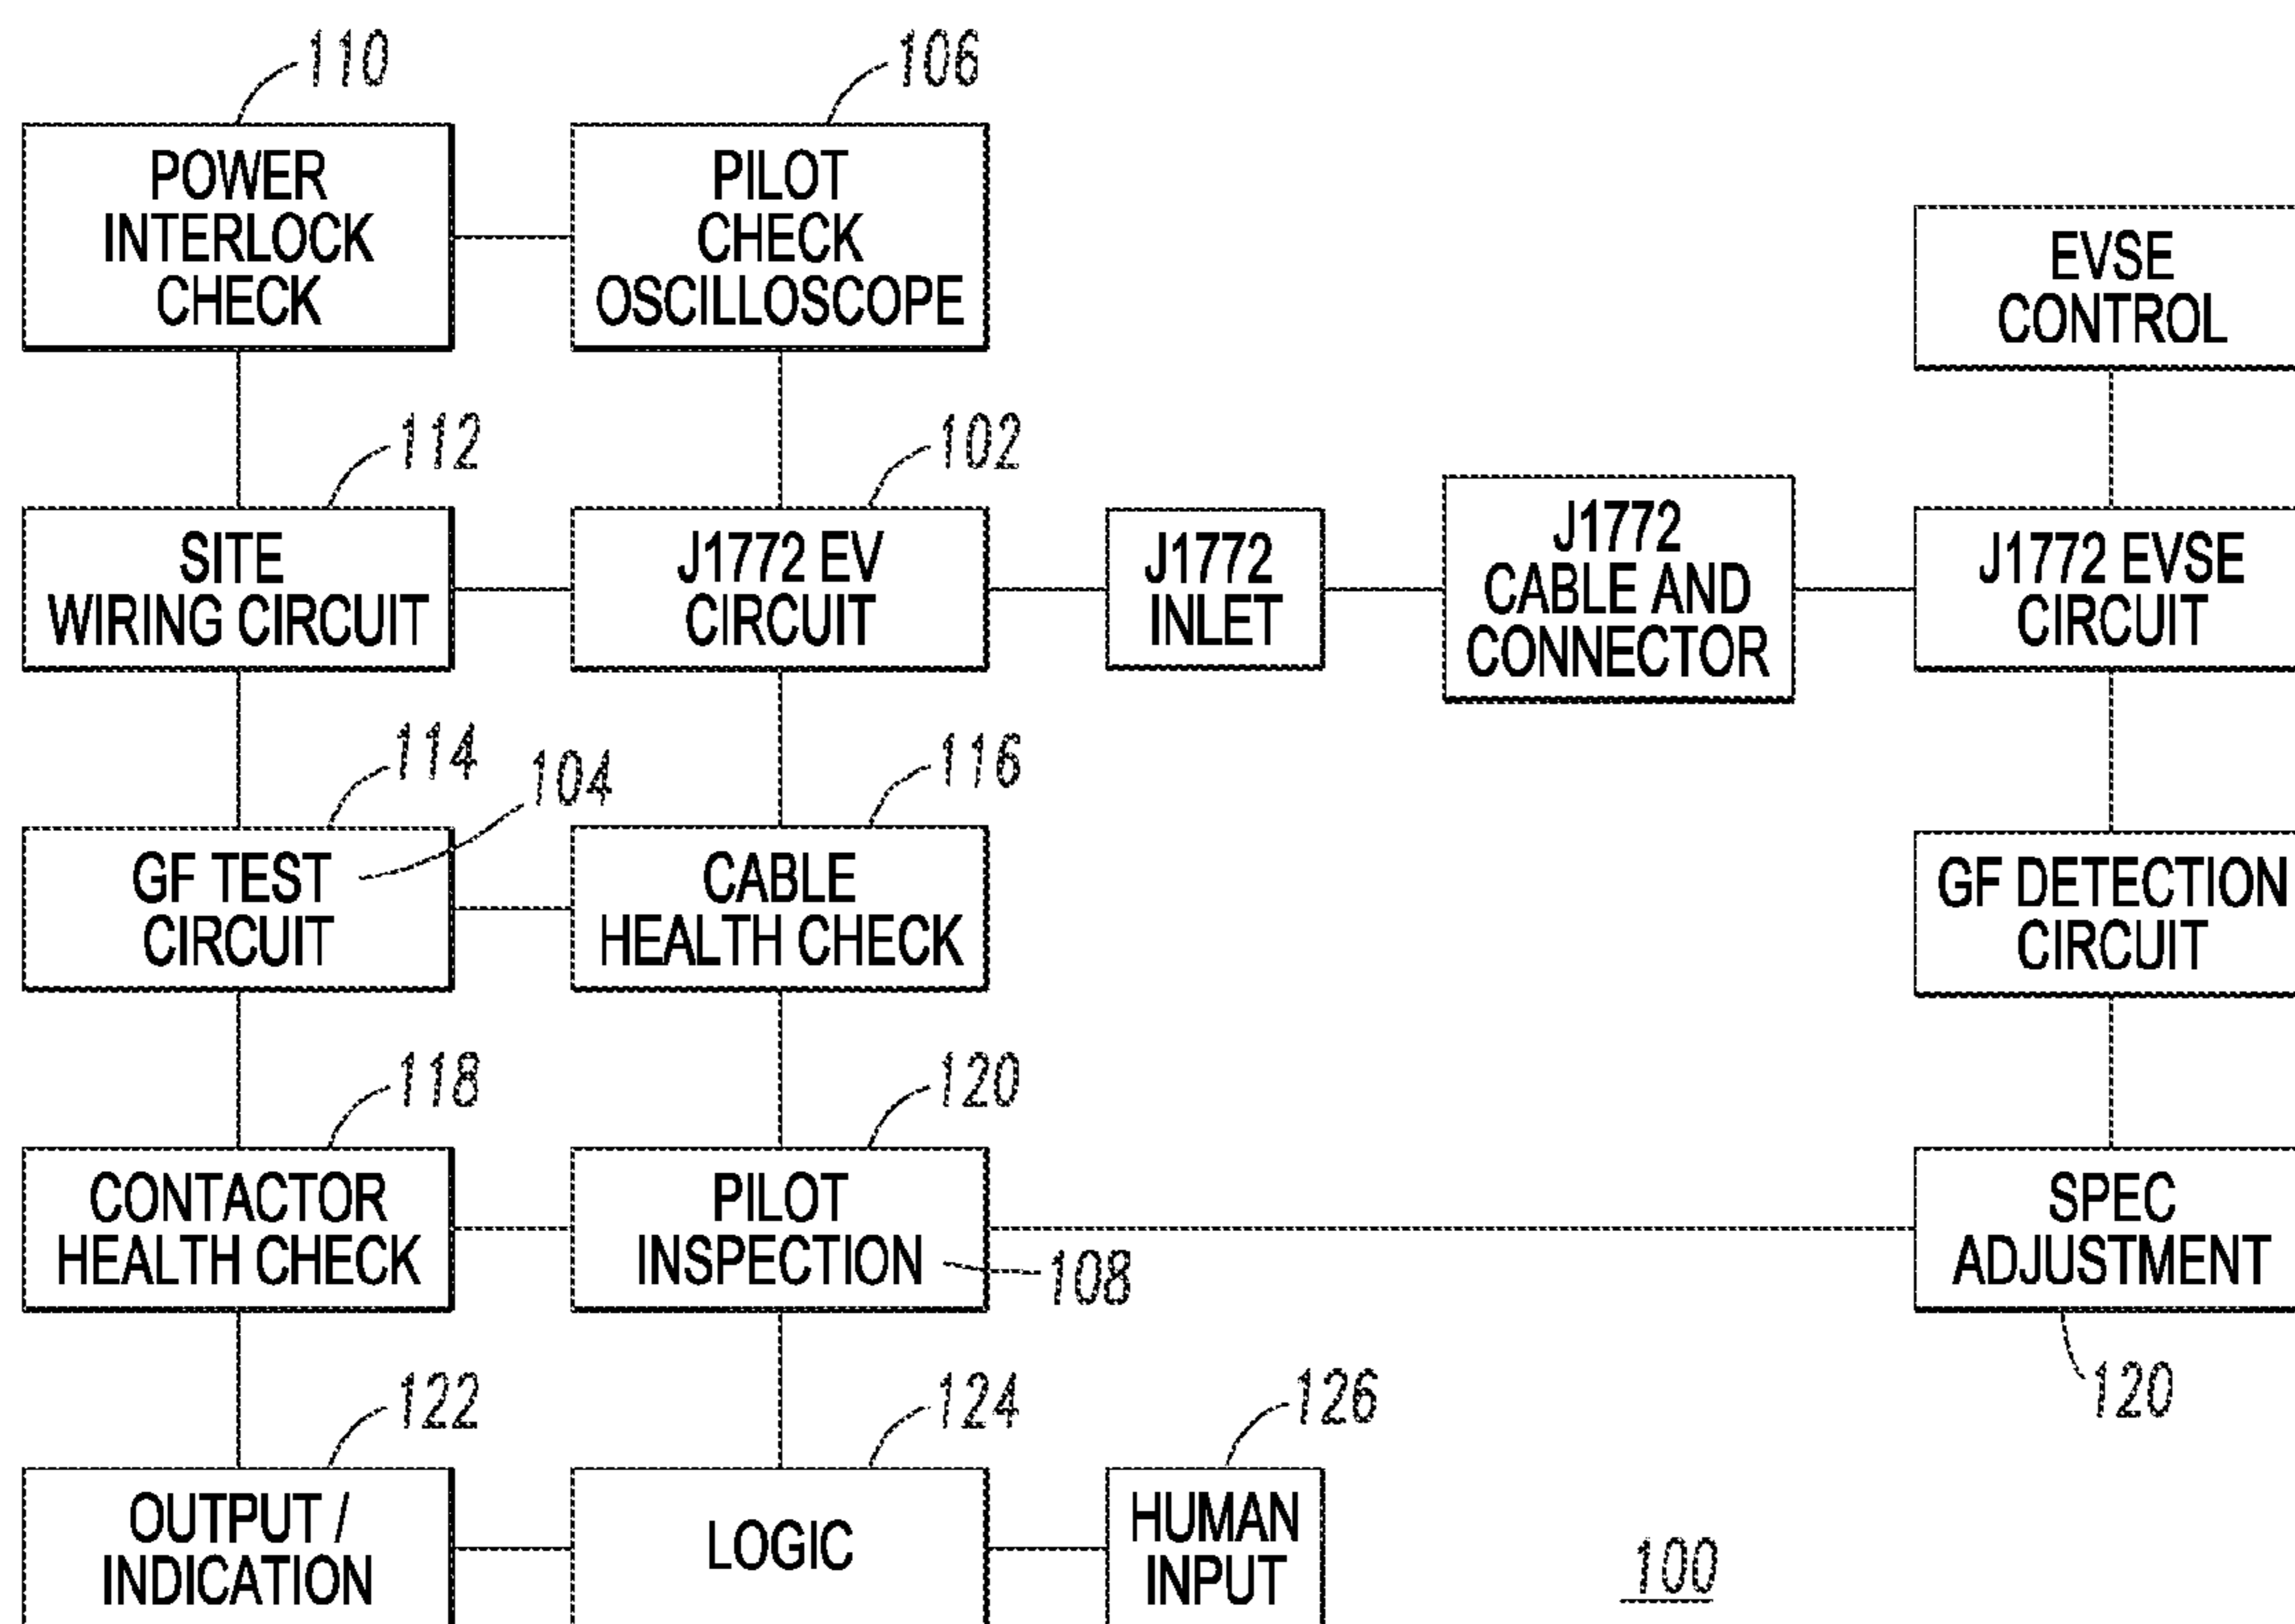 110
106
POWER
INTERLOCK
CHECK
PILOT
CHECK
OSCILLOSCOPE
EVSE
CONTROL
112
102
SITE
WIRING CIRCUIT
J1772 EV
CIRCUIT
J1772
INLET
J1772
CABLE AND
CONNECTOR
J1772 EVSE
CIRCUIT
114
104
116
GF TEST
CIRCUIT
CABLE
HEALTH CHECK
GF DETECTION
CIRCUIT
118
120
CONTACTOR
HEALTH CHECK
PILOT
INSPECTION
108
SPEC
ADJUSTMENT
120
122
124
126
OUTPUT /
INDICATION
LOGIC
HUMAN
INPUT
100